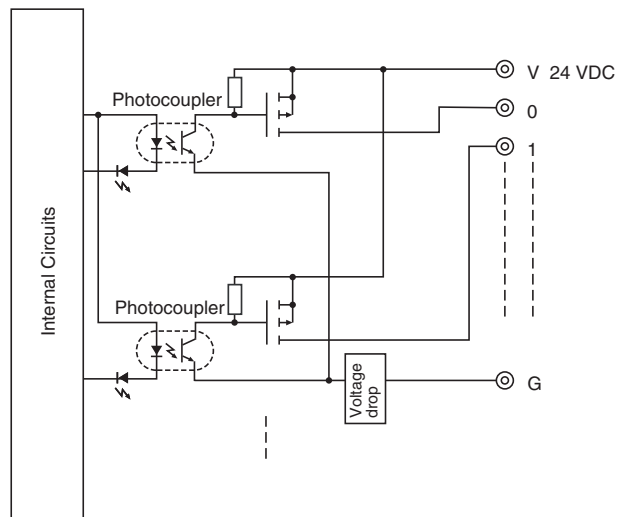 Internal Circuits
Photocoupler
V 24 VDC
0
1
Photocoupler
Voltage
drop
G